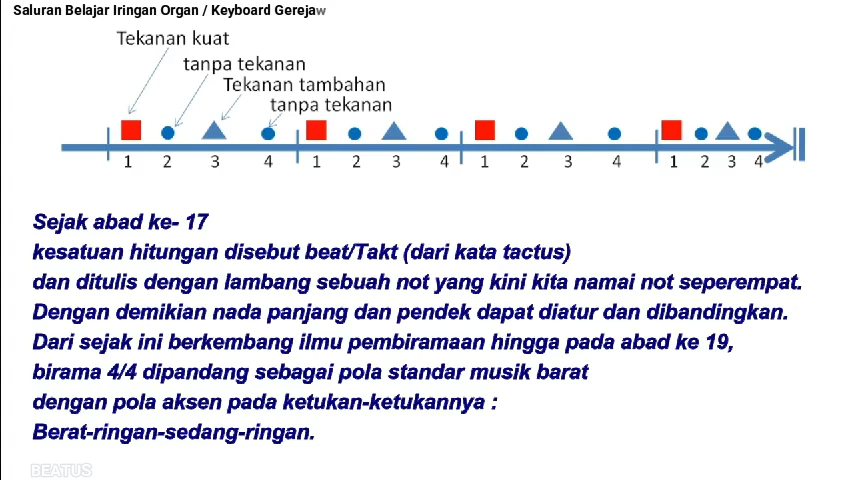 Saluran Belajar Iringan Organ / Keyboard Gerejaw
Tekanan kuat
tanpa tekanan
Tekanan tambahan
tanpa tekanan
1 2 3 4 1 2 3 4 1 2 3 4 1 2 3 4
Sejak abad ke- 17
kesatuan hitungan disebut beat/Takt (dari kata tactus)
dan ditulis dengan lambang sebuah not yang kini kita namai not seperempat.
Dengan demikian nada panjang dan pendek dapat diatur dan dibandingkan.
Dari sejak ini berkembang ilmu pembiramaan hingga pada abad ke 19,
birama 4/4 dipandang sebagai pola standar musik barat
dengan pola aksen pada ketukan-ketukannya :
Berat-ringan-sedang-ringan.
BEATUS